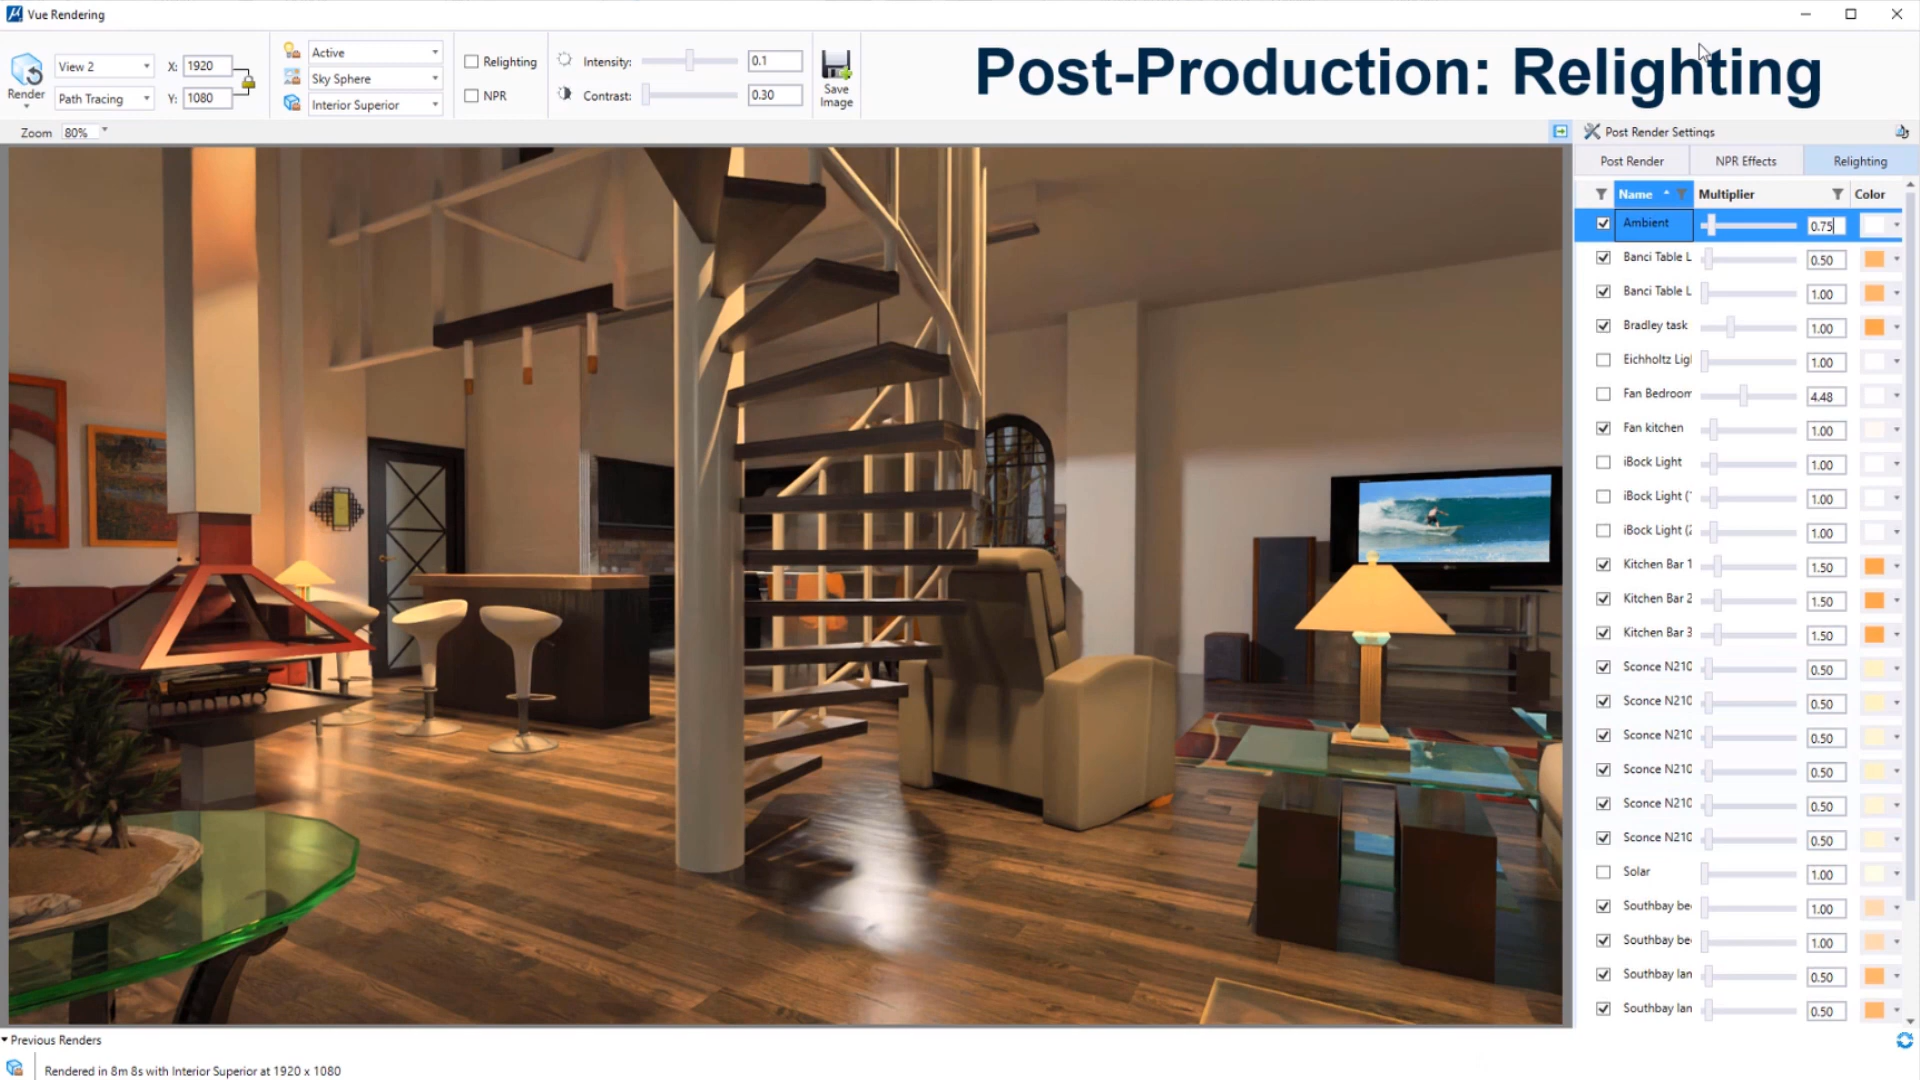 Vue Rendering
Render
View 2
Path Tracing
X: 1920
Y: 1080
Active
Sky Sphere
Interior Superior
Relighting
NPR
Intensity: 0.1
Contrast: 0.30
Save
Image
Post-Production: Relighting
Zoom 80%
Post Render Settings
Post Render NPR Effects Relighting
Name Multiplier Color
Ambient 0.75
Banci Table L 0.50
Banci Table L 1.00
Bradley task 1.00
Eichholtz Lig 1.00
Fan Bedroom 4.48
Fan kitchen 1.00
iBock Light 1.00
iBock Light ( 1.00
iBock Light (2 1.00
Kitchen Bar 1 1.50
Kitchen Bar 2 1.50
Kitchen Bar 3 1.50
Sconce N210 0.50
Sconce N210 0.50
Sconce N210 0.50
Sconce N210 0.50
Sconce N210 0.50
Sconce N210 0.50
Solar 1.00
Southbay be 1.00
Southbay be 1.00
Southbay lan 0.50
Southbay lan 0.50
Previous Renders
Rendered in 8m 8s with Interior Superior at 1920 x 1080